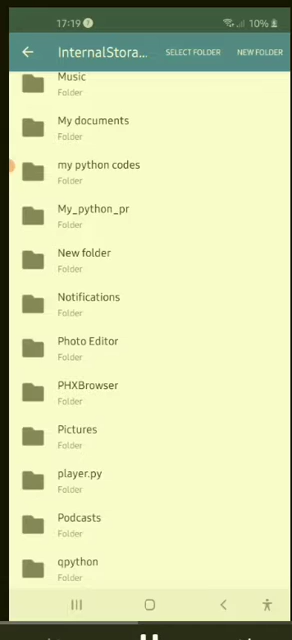 17:19 10%
InternalStora... SELECT FOLDER NEW FOLDER
Music
Folder
My documents
Folder
my python codes
Folder
My_python_pr
Folder
New folder
Folder
Notifications
Folder
Photo Editor
Folder
PHXBrowser
Folder
Pictures
Folder
player.py
Folder
Podcasts
Folder
qpython
Folder